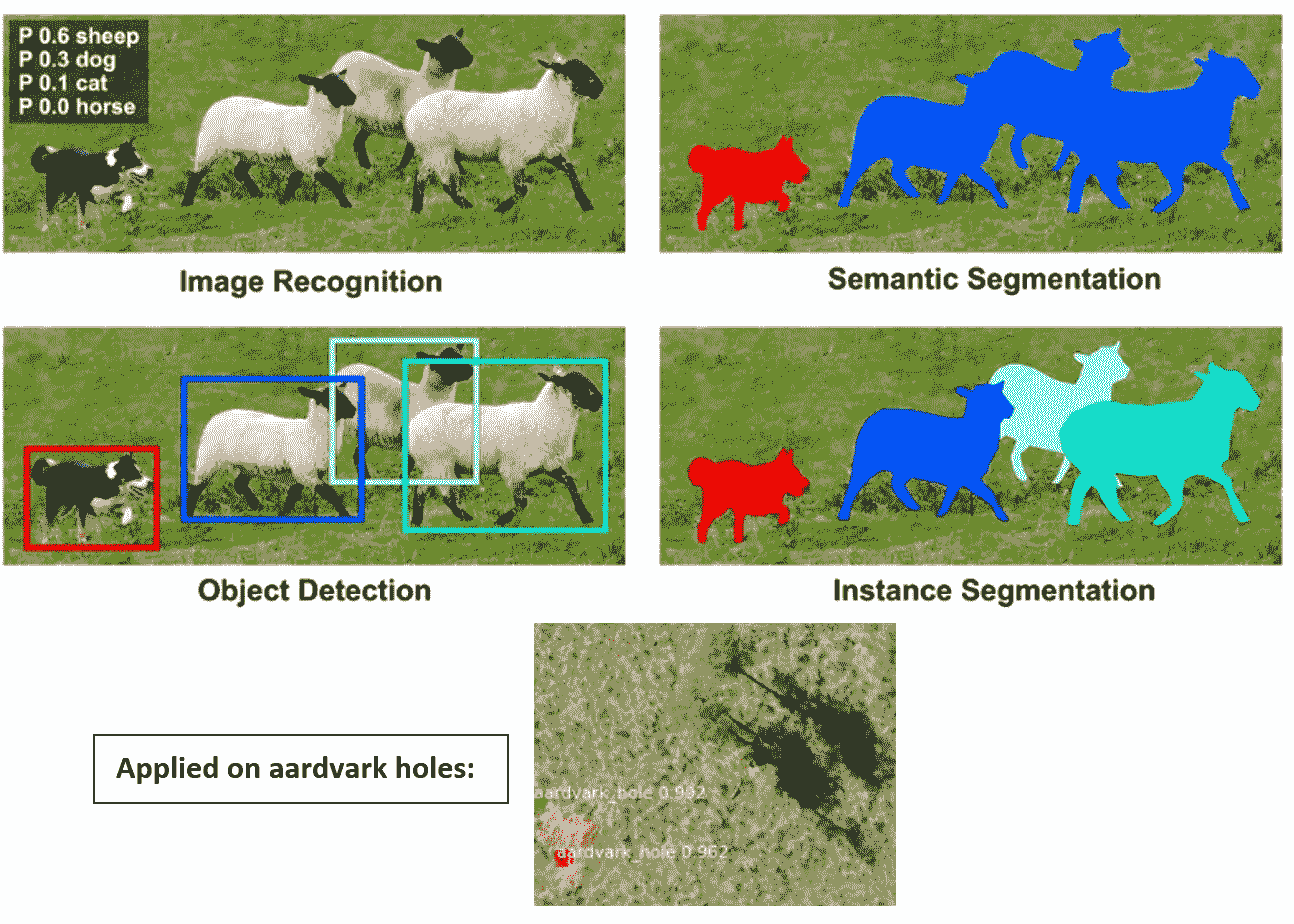 P 0.6 sheep
P 0.3 dog
P 0.1 cat
P 0.0 horse
Image Recognition
Semantic Segmentation
Object Detection
Instance Segmentation
Applied on aardvark holes:
aardvark_hole 0.932
aardvark_hole 0.962